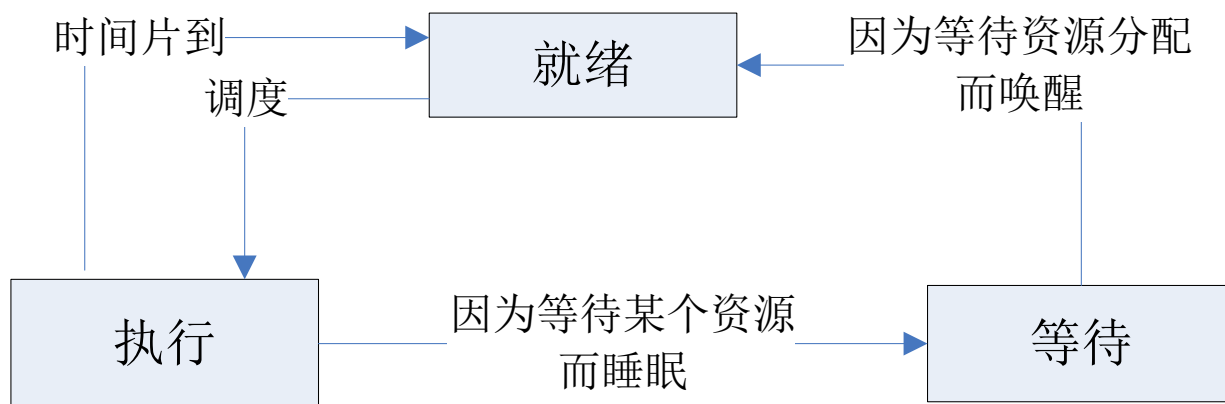 时间片到
就绪
因为等待资源分配
而唤醒
调度
执行
因为等待某个资源
而睡眠
等待